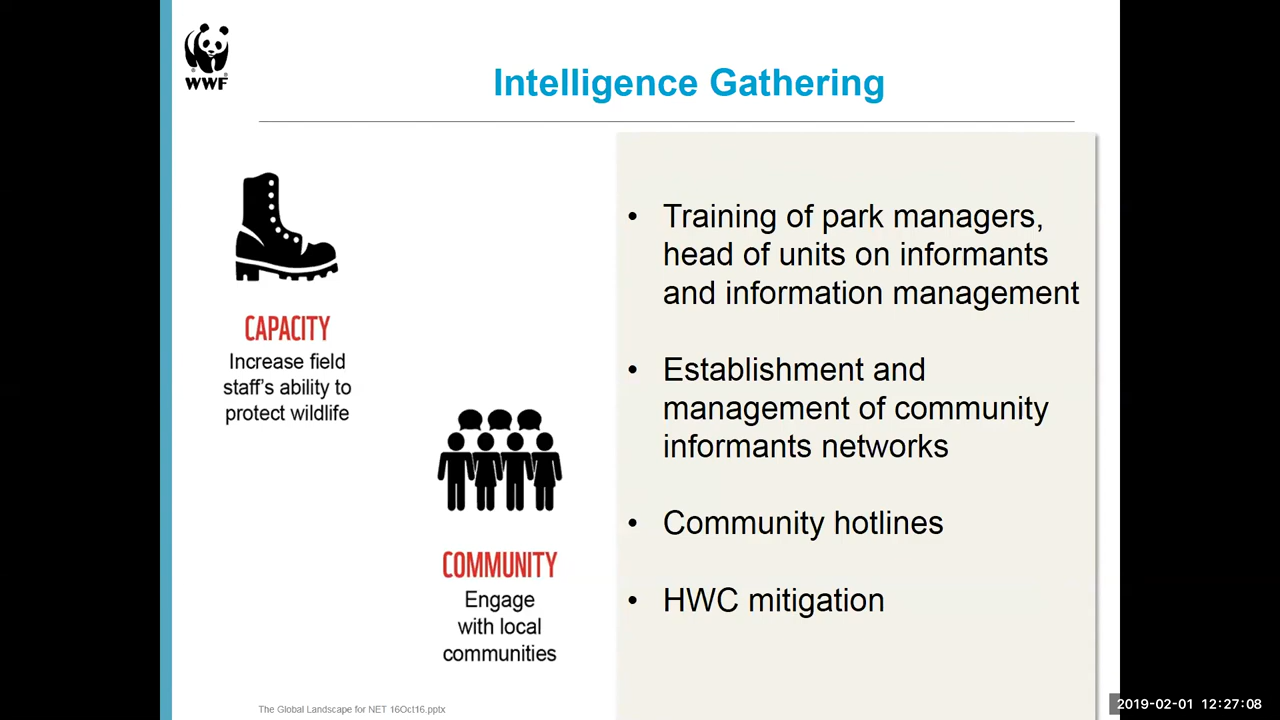 WWF
Intelligence Gathering
CAPACITY
Increase field
staff's ability to
protect wildlife
COMMUNITY
Engage
with local
communities
• Training of park managers,
head of units on informants
and information management
• Establishment and
management of community
informants networks
• Community hotlines
• HWC mitigation
The Global Landscape for NET 16Oct16.pptx
2019-02-01 12:27:08